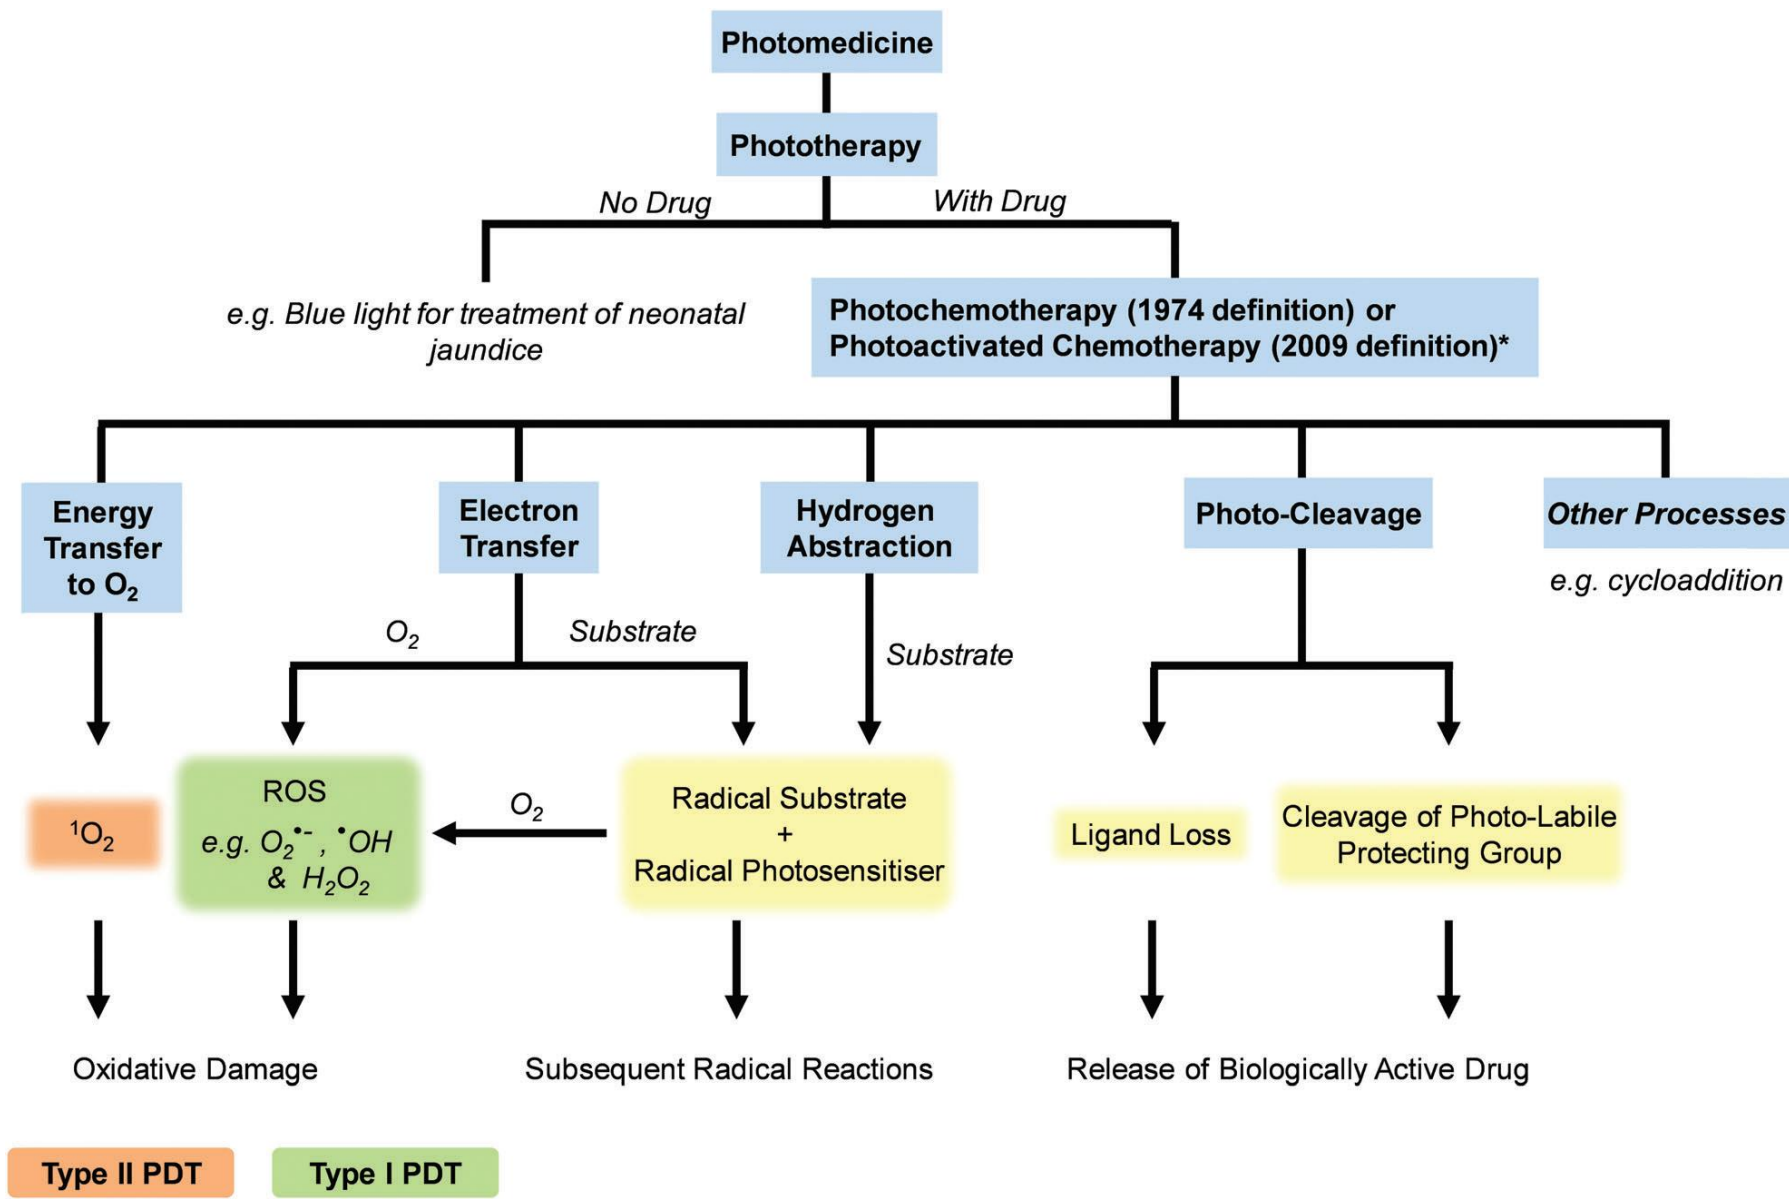 Photomedicine
Phototherapy
No Drug
With Drug
e.g. Blue light for treatment of neonatal
jaundice
Photochemotherapy (1974 definition) or
Photoactivated Chemotherapy (2009 definition)*
Energy
Transfer
to O₂
Electron
Transfer
Hydrogen
Abstraction
Photo-Cleavage
Other Processes
e.g. cycloaddition
O₂
Substrate
Substrate
¹O₂
ROS
e.g. O₂•⁻, •OH
& H₂O₂
O₂
Radical Substrate
+
Radical Photosensitiser
Ligand Loss
Cleavage of Photo-Labile
Protecting Group
Oxidative Damage
Subsequent Radical Reactions
Release of Biologically Active Drug
Type II PDT
Type I PDT